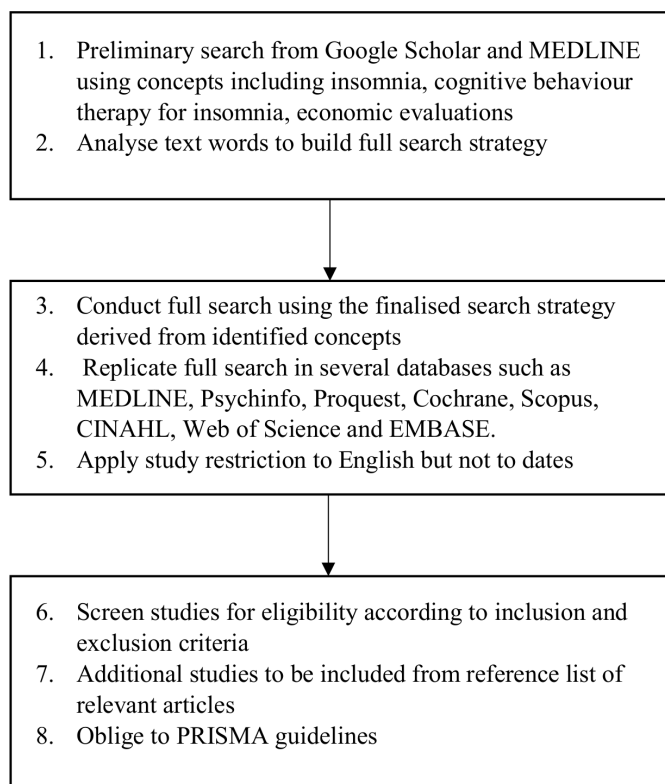 1. Preliminary search from Google Scholar and MEDLINE
using concepts including insomnia, cognitive behaviour
therapy for insomnia, economic evaluations
2. Analyse text words to build full search strategy
3. Conduct full search using the finalised search strategy
derived from identified concepts
4. Replicate full search in several databases such as
MEDLINE, Psychinfo, Proquest, Cochrane, Scopus,
CINAHL, Web of Science and EMBASE.
5. Apply study restriction to English but not to dates
6. Screen studies for eligibility according to inclusion and
exclusion criteria
7. Additional studies to be included from reference list of
relevant articles
8. Oblige to PRISMA guidelines